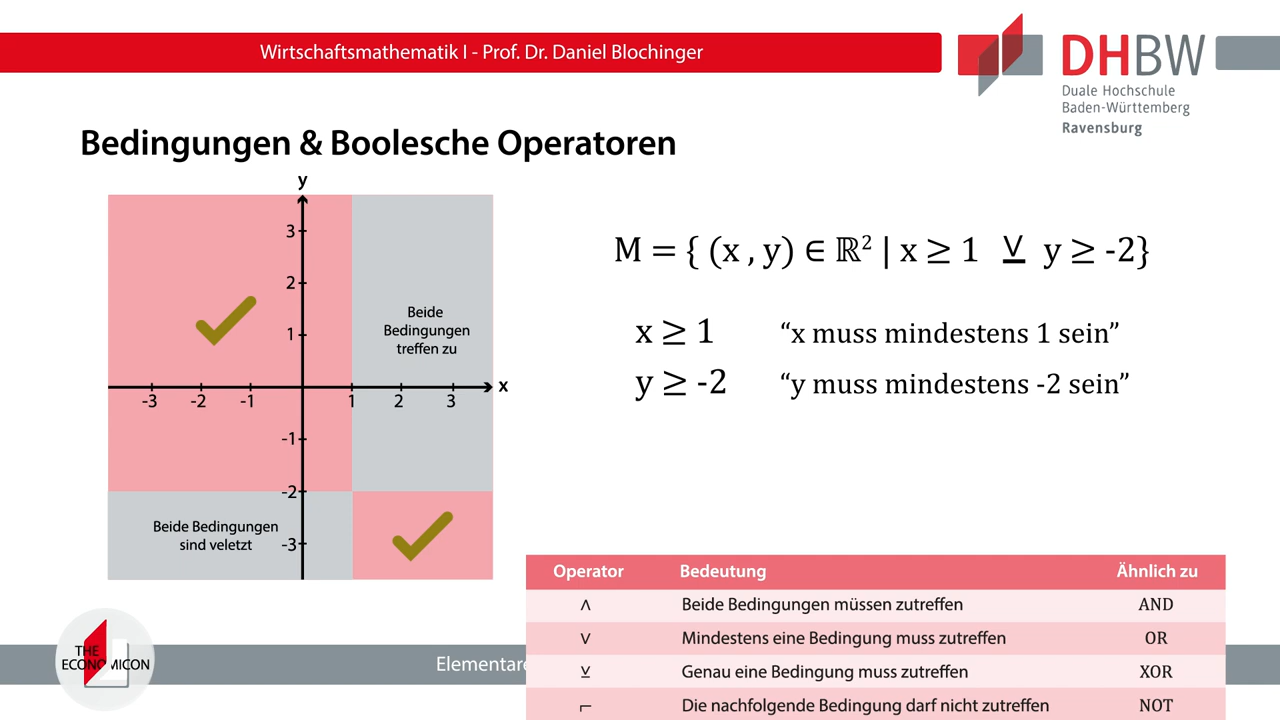 Wirtschaftsmathematik I - Prof. Dr. Daniel Blochinger
DHBW
Duale Hochschule
Baden-Württemberg
Ravensburg
Bedingungen & Boolesche Operatoren
y
3
2
1
-3 -2 -1 1 2 3 x
-1
-2
-3
Beide
Bedingungen
treffen zu
Beide Bedingungen
sind veletzt
M = { (x , y) ∈ ℝ² | x ≥ 1 ⊻ y ≥ -2}
x ≥ 1 “x muss mindestens 1 sein”
y ≥ -2 “y muss mindestens -2 sein”
Operator Bedeutung Ähnlich zu
∧ Beide Bedingungen müssen zutreffen AND
∨ Mindestens eine Bedingung muss zutreffen OR
⊻ Genau eine Bedingung muss zutreffen XOR
⌐ Die nachfolgende Bedingung darf nicht zutreffen NOT
THE
ECONOMICON
Elementare